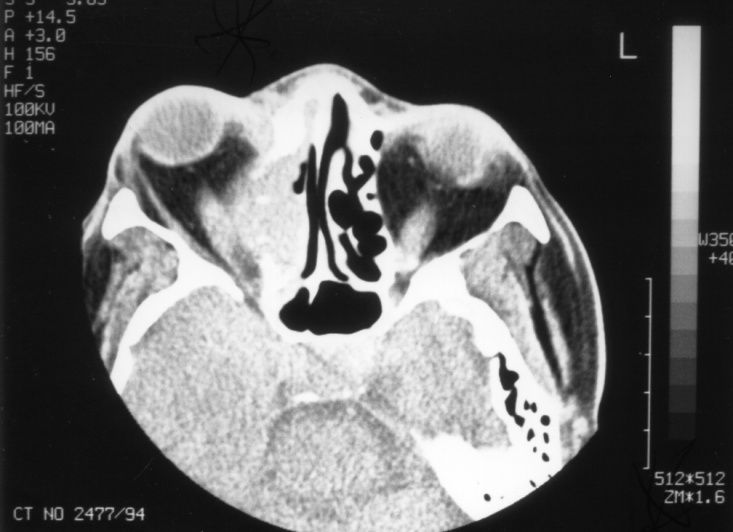 P +14.5
A +3.0
H 156
F 1
HF/S
100KV
100MA
L
W350
+40
512*512
ZM*1.6
CT NO 2477/94